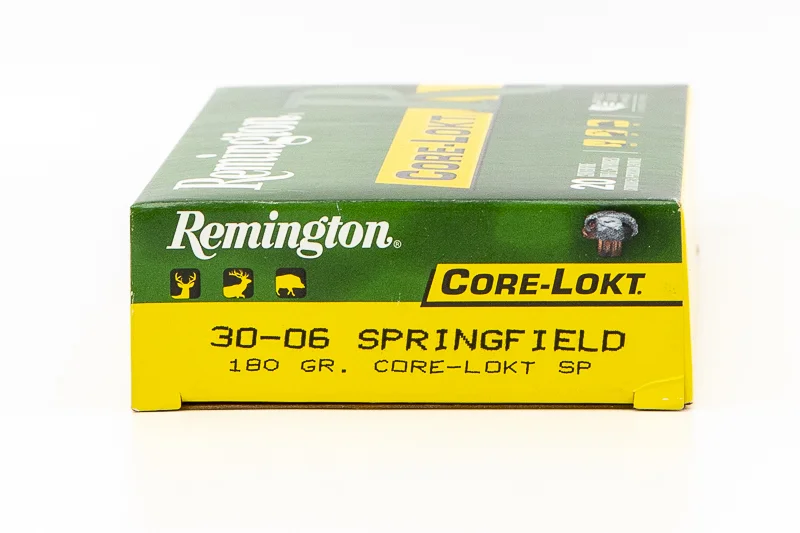 Remington
CORE-LOKT
20
Remington®
CORE-LOKT.
30-06 SPRINGFIELD
180 GR. CORE-LOKT SP